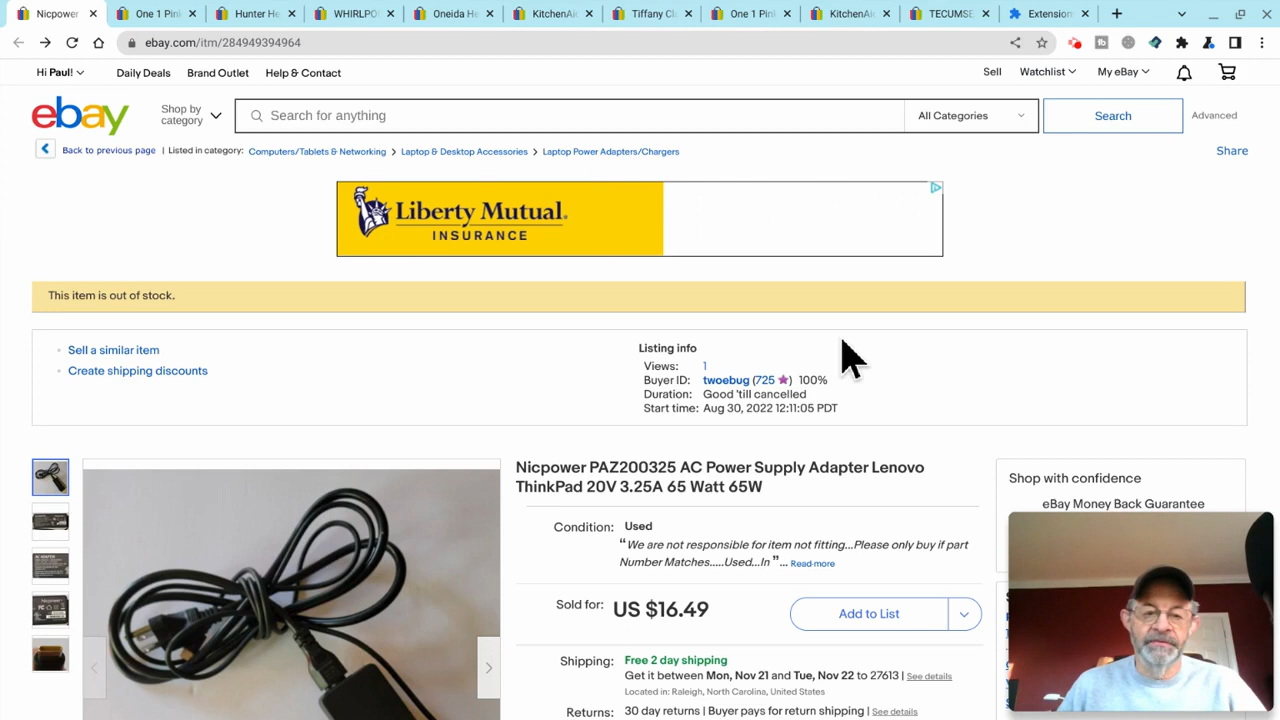 Nicpower
One 1 Pink
Hunter He
WHIRLPO
Oneida He
KitchenAi
Tiffany Cl
One 1 Pink
KitchenAi
TECUMSE
Extension
ebay.com/itm/284949394964
Hi Paul!
Daily Deals
Brand Outlet
Help & Contact
Sell
Watchlist
My eBay
ebay
Shop by
category
Search for anything
All Categories
Search
Advanced
Back to previous page | Listed in category: Computers/Tablets & Networking > Laptop & Desktop Accessories > Laptop Power Adapters/Chargers
Share
Liberty Mutual.
INSURANCE
This item is out of stock.
Sell a similar item
Create shipping discounts
Listing info
Views: 1
Buyer ID: twoebug (725 ) 100%
Duration: Good 'till cancelled
Start time: Aug 30, 2022 12:11:05 PDT
Nicpower PAZ200325 AC Power Supply Adapter Lenovo
ThinkPad 20V 3.25A 65 Watt 65W
Condition: Used
“We are not responsible for item not fitting...Please only buy if part
Number Matches.....Used...In ”... Read more
Sold for: US $16.49
Add to List
Shipping: Free 2 day shipping
Get it between Mon, Nov 21 and Tue, Nov 22 to 27613 | See details
Located in: Raleigh, North Carolina, United States
Returns: 30 day returns | Buyer pays for return shipping | See details
Shop with confidence
eBay Money Back Guarantee